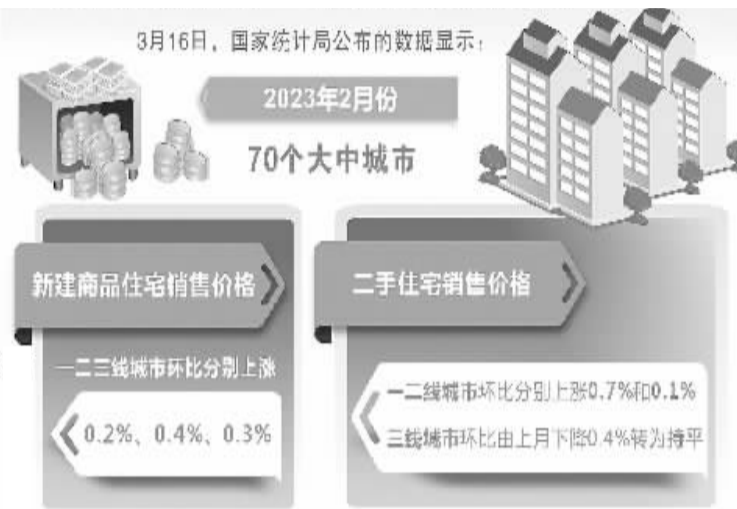 3月16日，国家统计局公布的数据显示：
2023年2月份
70个大中城市
新建商品住宅销售价格
一二三线城市环比分别上涨
0.2%、0.4%、0.3%
二手住宅销售价格
一二线城市环比分别上涨0.7%和0.1%
三线城市环比由上月下降0.4%转为持平